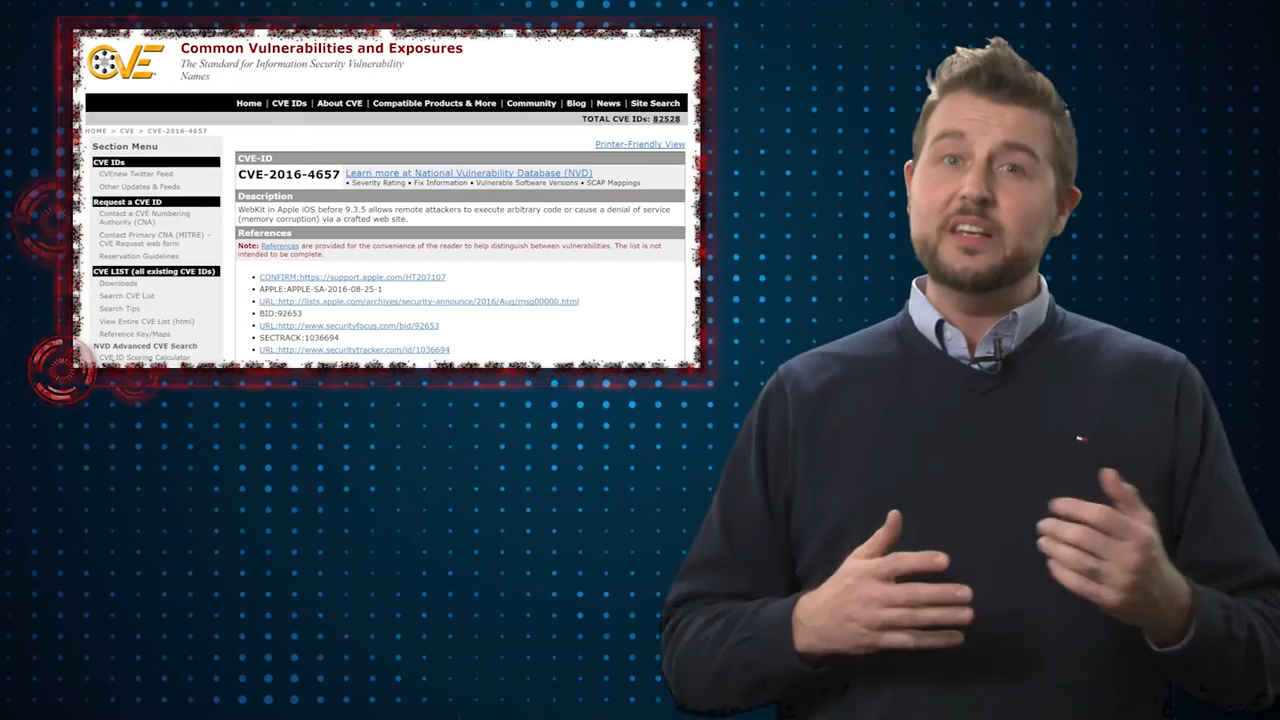 CVE
Common Vulnerabilities and Exposures
The Standard for Information Security Vulnerability
Names
Home | CVE IDs | About CVE | Compatible Products & More | Community | Blog | News | Site Search
TOTAL CVE IDs: 82528
HOME > CVE > CVE-2016-4657
Section Menu
CVE IDs
CVEnew Twitter Feed
Other Updates & Feeds
Request a CVE ID
Contact a CVE Numbering
Authority (CNA)
Contact Primary CNA (MITRE) –
CVE Request web form
Reservation Guidelines
CVE LIST (all existing CVE IDs)
Downloads
Search CVE List
Search Tips
View Entire CVE List (html)
Reference Key/Maps
NVD Advanced CVE Search
CVE ID Scoring Calculator
Printer-Friendly View
CVE-ID
CVE-2016-4657 Learn more at National Vulnerability Database (NVD)
• Severity Rating • Fix Information • Vulnerable Software Versions • SCAP Mappings
Description
WebKit in Apple iOS before 9.3.5 allows remote attackers to execute arbitrary code or cause a denial of service
(memory corruption) via a crafted web site.
References
Note: References are provided for the convenience of the reader to help distinguish between vulnerabilities. The list is not
intended to be complete.
• CONFIRM:https://support.apple.com/HT207107
• APPLE:APPLE-SA-2016-08-25-1
• URL:http://lists.apple.com/archives/security-announce/2016/Aug/msg00000.html
• BID:92653
• URL:http://www.securityfocus.com/bid/92653
• SECTRACK:1036694
• URL:http://www.securitytracker.com/id/1036694